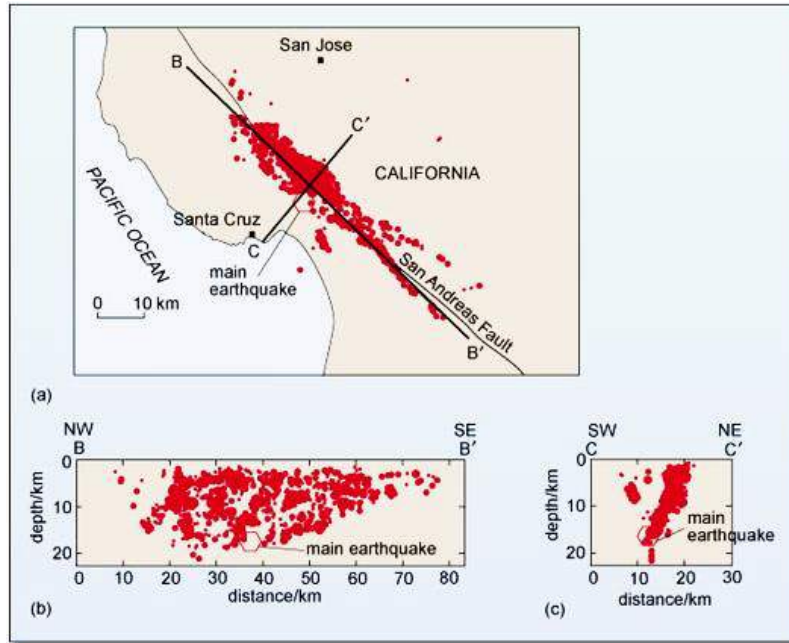 San Jose
B
C′
CALIFORNIA
PACIFIC OCEAN
Santa Cruz
C
main
earthquake
San Andreas Fault
0 10 km
B′
(a)
NW
B
SE
B′
0
10
20
depth/km
main earthquake
0 10 20 30 40 50 60 70 80
distance/km
(b)
SW
C
NE
C′
0
10
20
depth/km
main
earthquake
0 10 20 30
distance/km
(c)